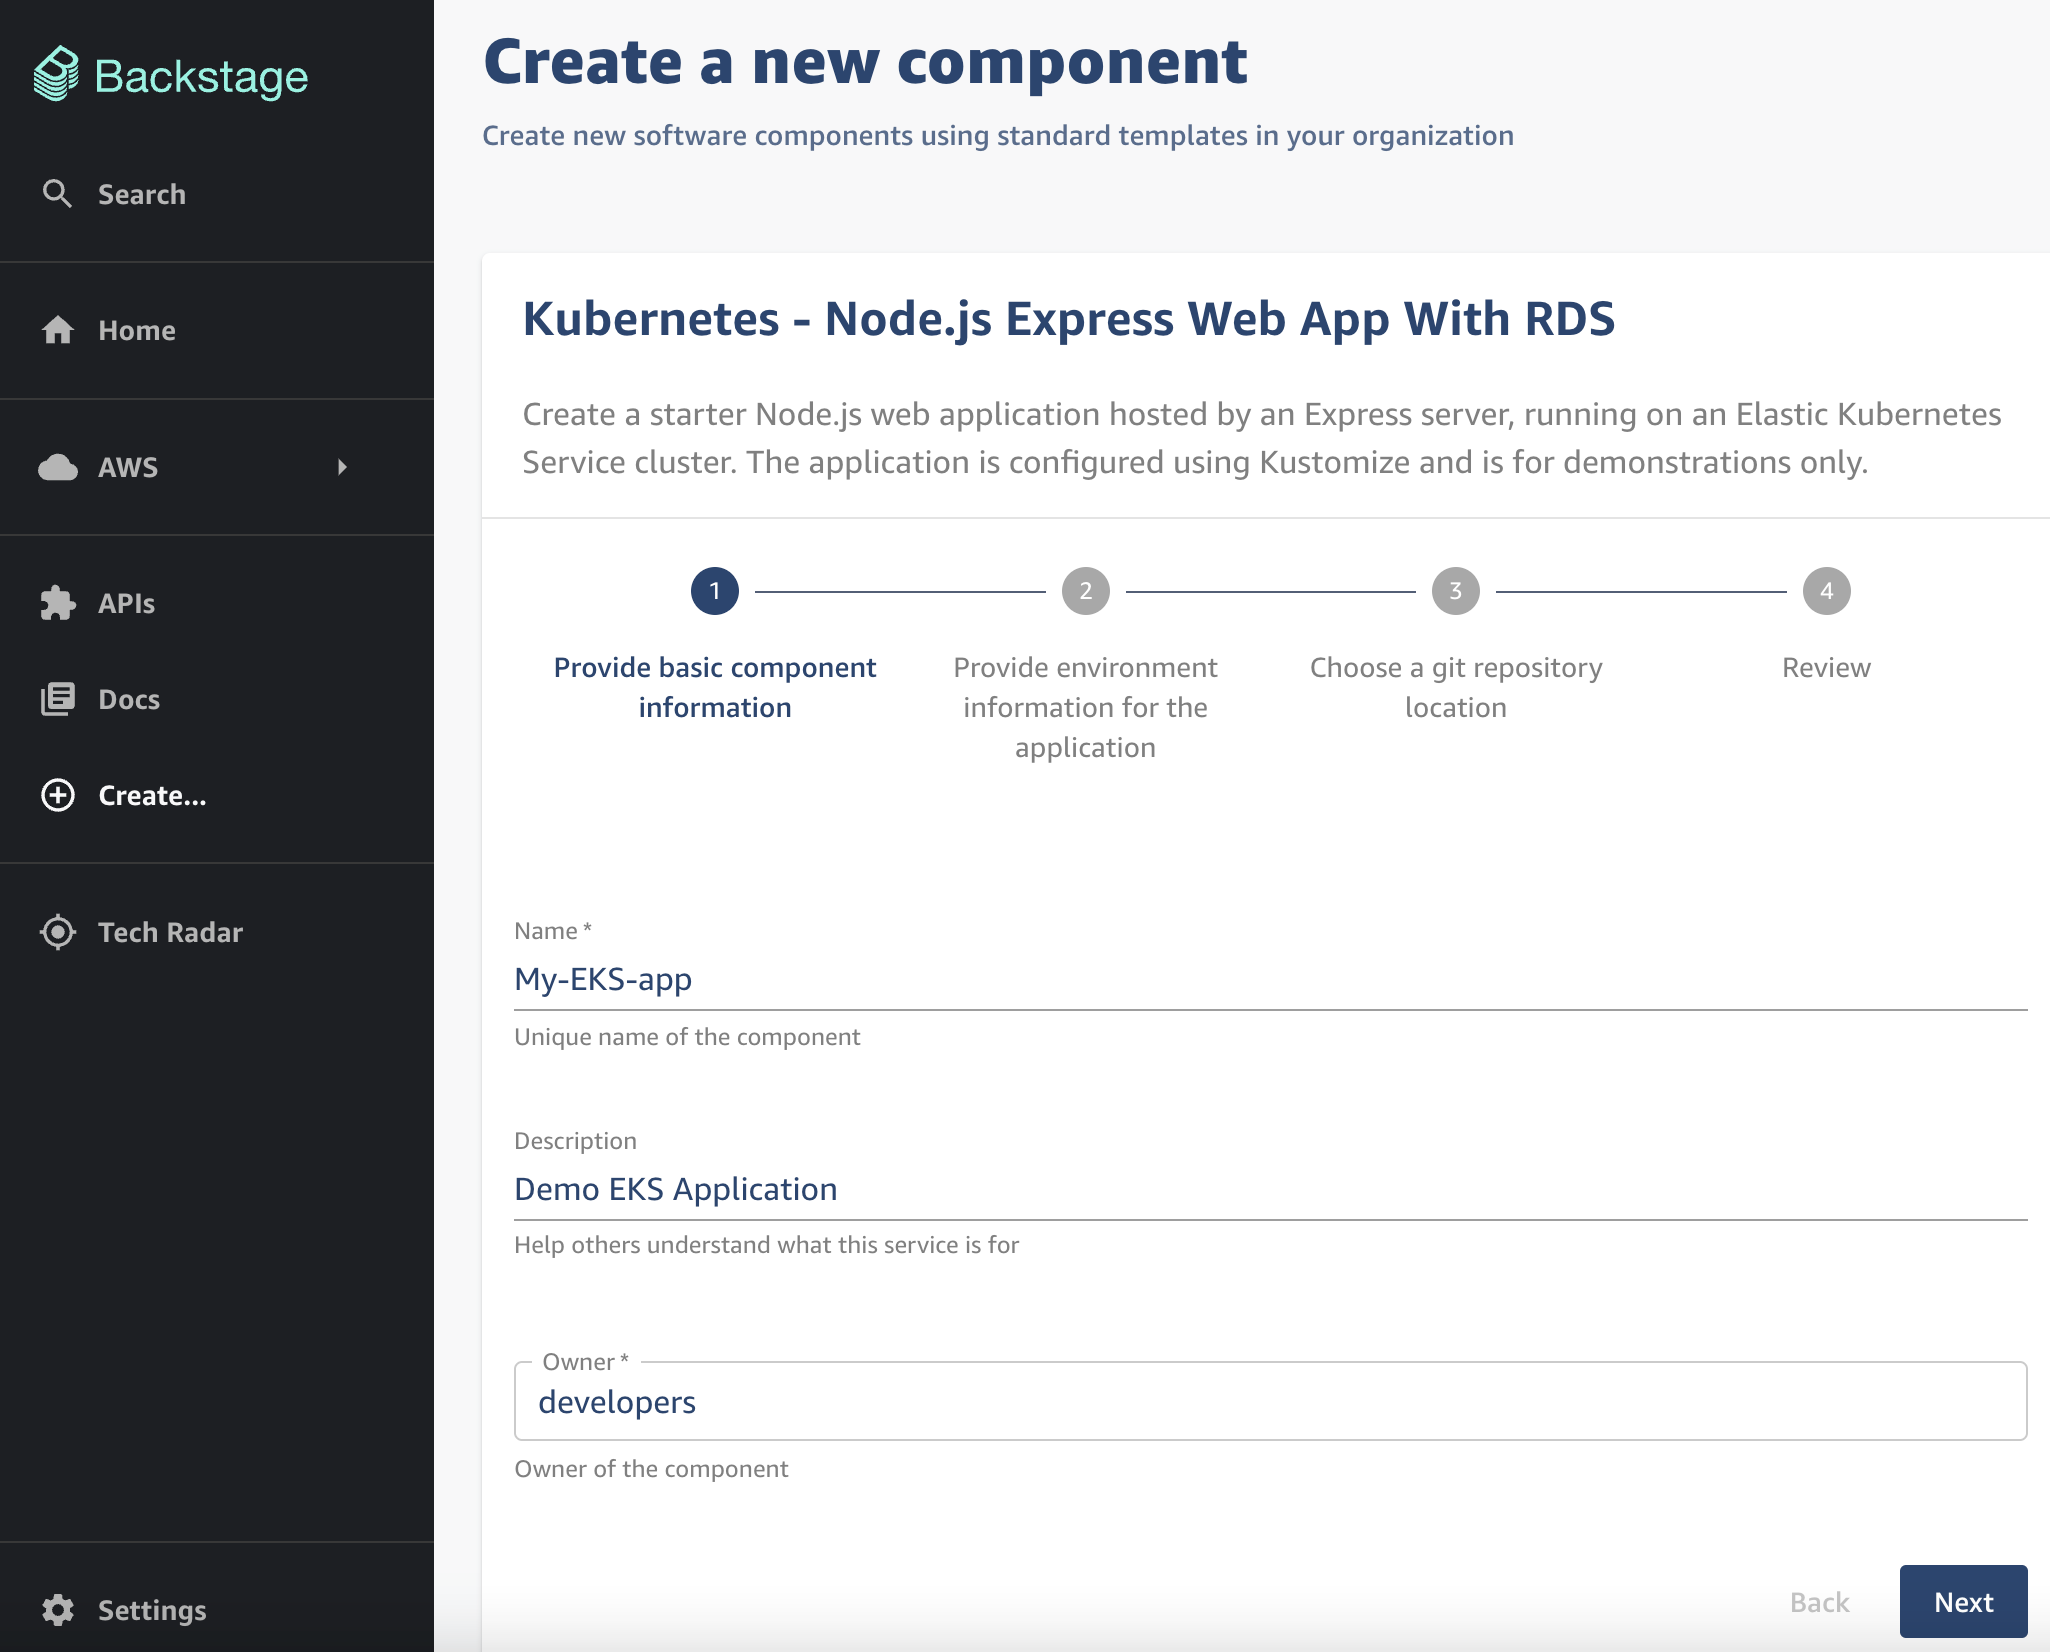 Backstage
Search
Home
AWS
APIs
Docs
Create...
Tech Radar
Settings
Create a new component
Create new software components using standard templates in your organization
Kubernetes - Node.js Express Web App With RDS
Create a starter Node.js web application hosted by an Express server, running on an Elastic Kubernetes
Service cluster. The application is configured using Kustomize and is for demonstrations only.
1
Provide basic component
information
2
Provide environment
information for the
application
3
Choose a git repository
location
4
Review
Name *
My-EKS-app
Unique name of the component
Description
Demo EKS Application
Help others understand what this service is for
Owner *
developers
Owner of the component
Back
Next